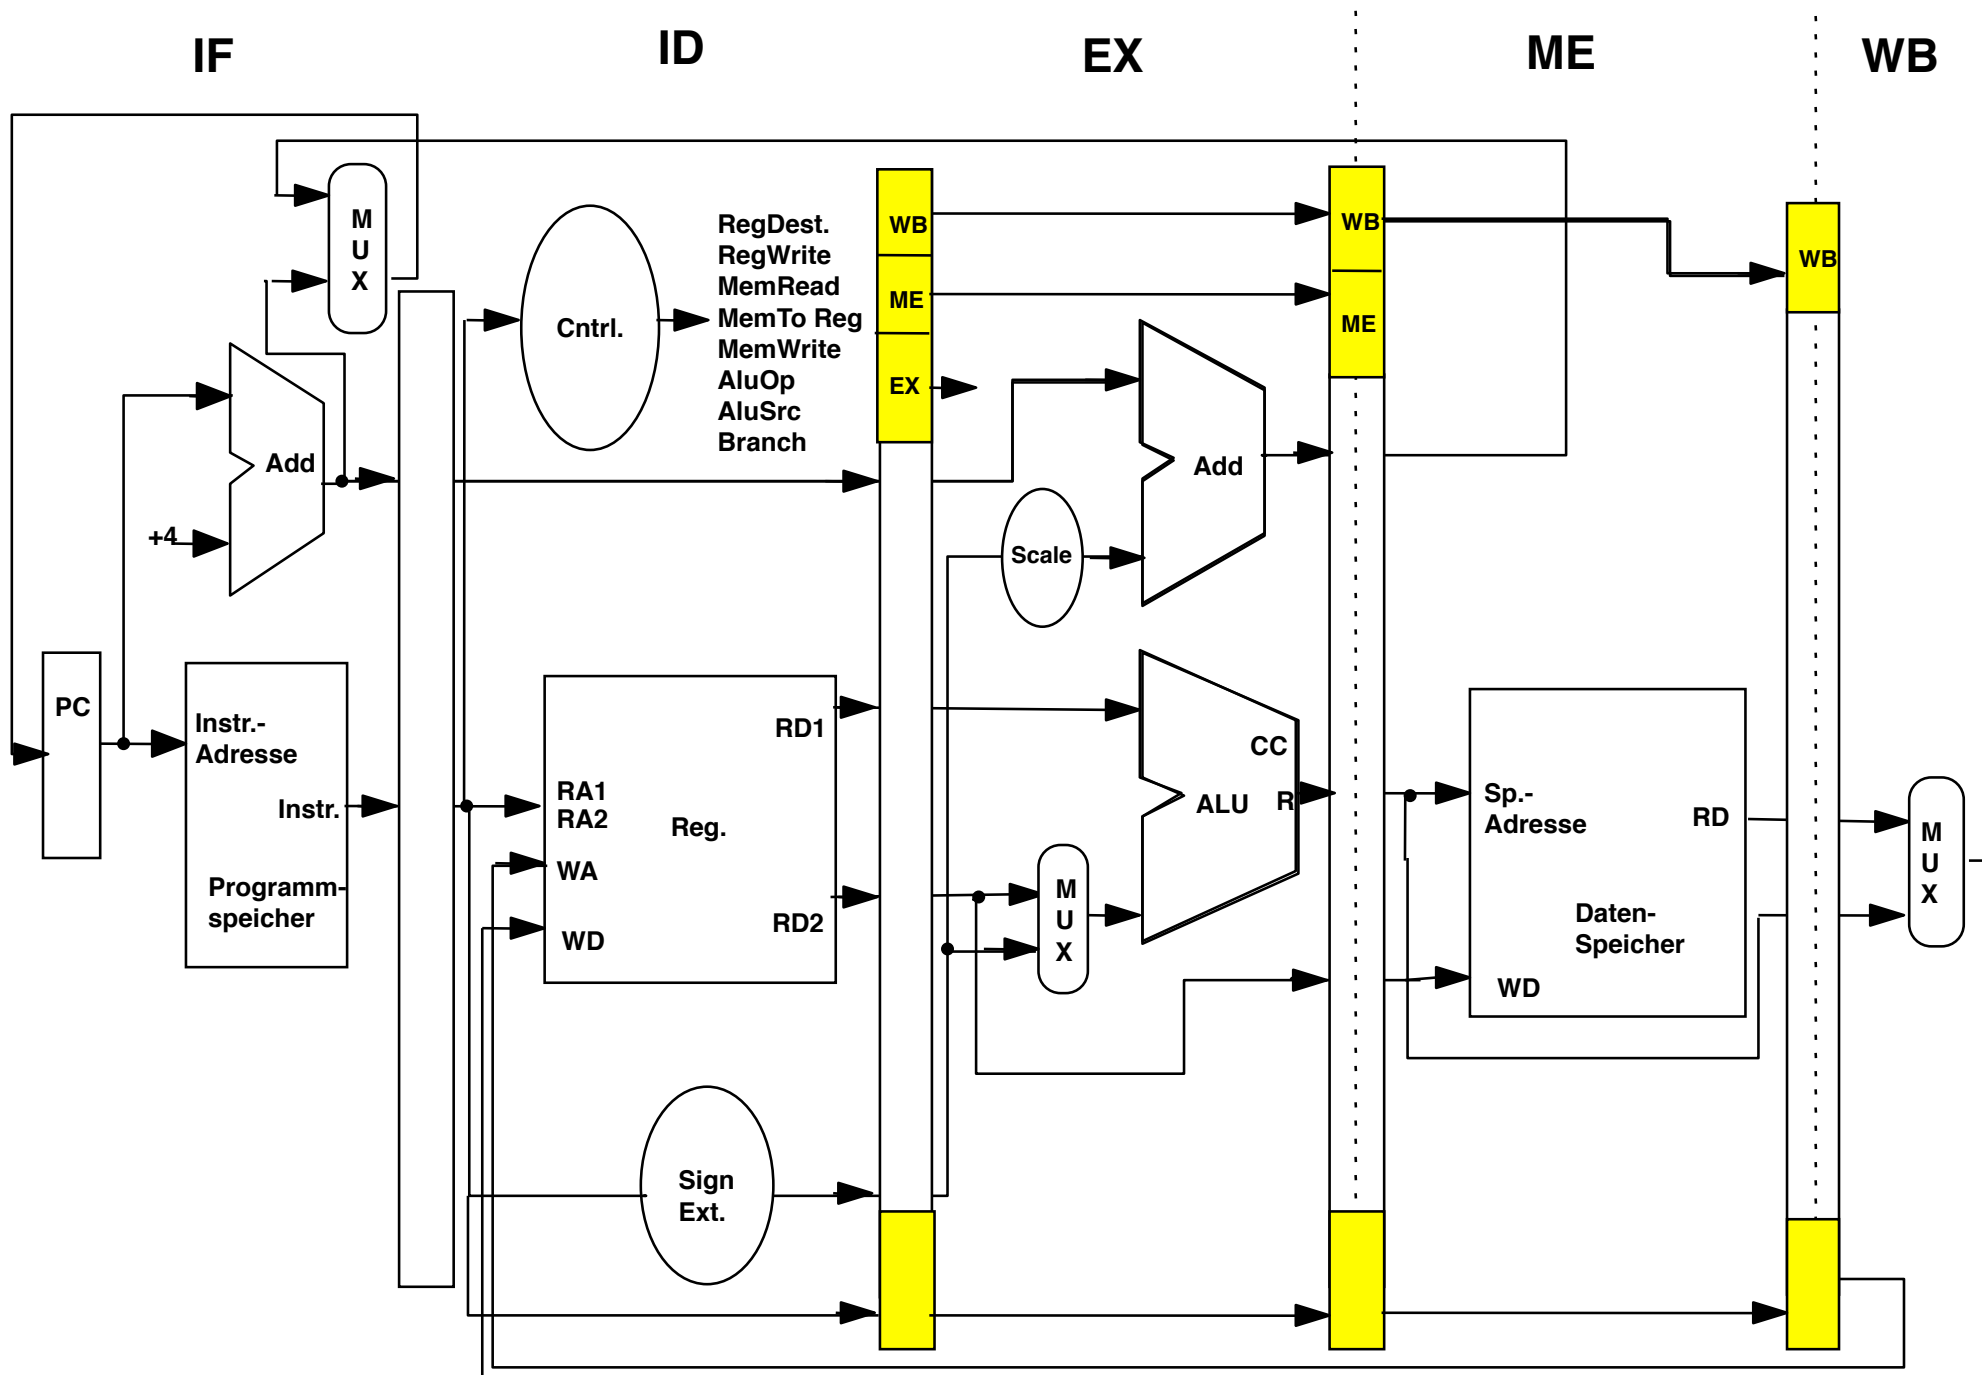 IF
ID
EX
ME
WB
M
U
X
Cntrl.
RegDest.
RegWrite
MemRead
MemTo Reg
MemWrite
AluOp
AluSrc
Branch
WB
ME
EX
WB
ME
WB
Add
+4
Add
Scale
PC
Instr.-
Adresse
Instr.
Programm-
speicher
RA1
RA2
WA
WD
Reg.
RD1
RD2
CC
ALU
R
M
U
X
Sp.-
Adresse
RD
Daten-
Speicher
WD
M
U
X
Sign
Ext.